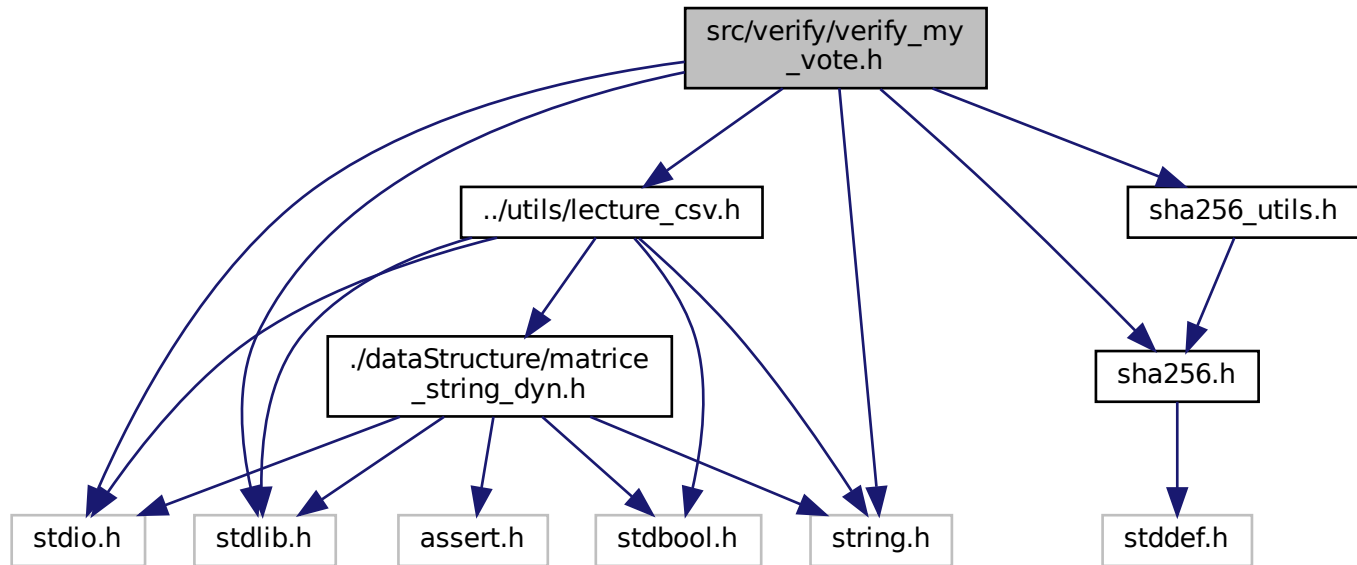 src/verify/verify_my
_vote.h
../utils/lecture_csv.h
sha256_utils.h
./dataStructure/matrice
_string_dyn.h
sha256.h
stdio.h
stdlib.h
assert.h
stdbool.h
string.h
stddef.h